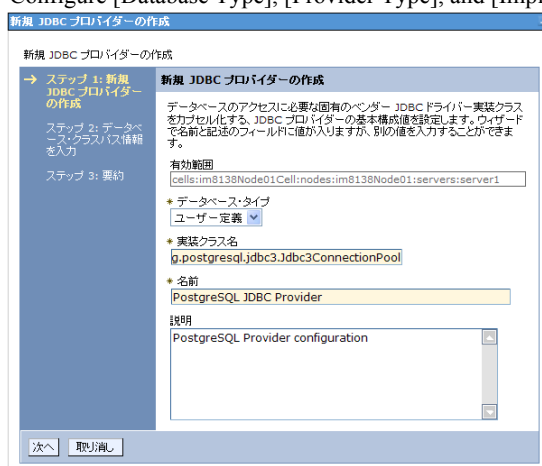 Configure [Database Type], [Provider Type], and [Impl
新規 JDBC プロバイダーの作成
新規 JDBC プロバイダーの作成
→ ステップ 1: 新規
JDBC プロバイダー
の作成
ステップ 2: データベ
ース・クラスパス情報
を入力
ステップ 3: 要約
新規 JDBC プロバイダーの作成
データベースのアクセスに必要な固有のベンダー JDBC ドライバー実装クラス
をカプセル化する、JDBC プロバイダーの基本構成値を設定します。ウィザード
で名前と記述のフィールドに値が入りますが、別の値を入力することができま
す。
有効範囲
cells:im8138Node01Cell:nodes:im8138Node01:servers:server1
* データベース・タイプ
ユーザー定義
* 実装クラス名
g.postgresql.jdbc3.Jdbc3ConnectionPool
* 名前
PostgreSQL JDBC Provider
説明
PostgreSQL Provider configuration
次へ 取り消し